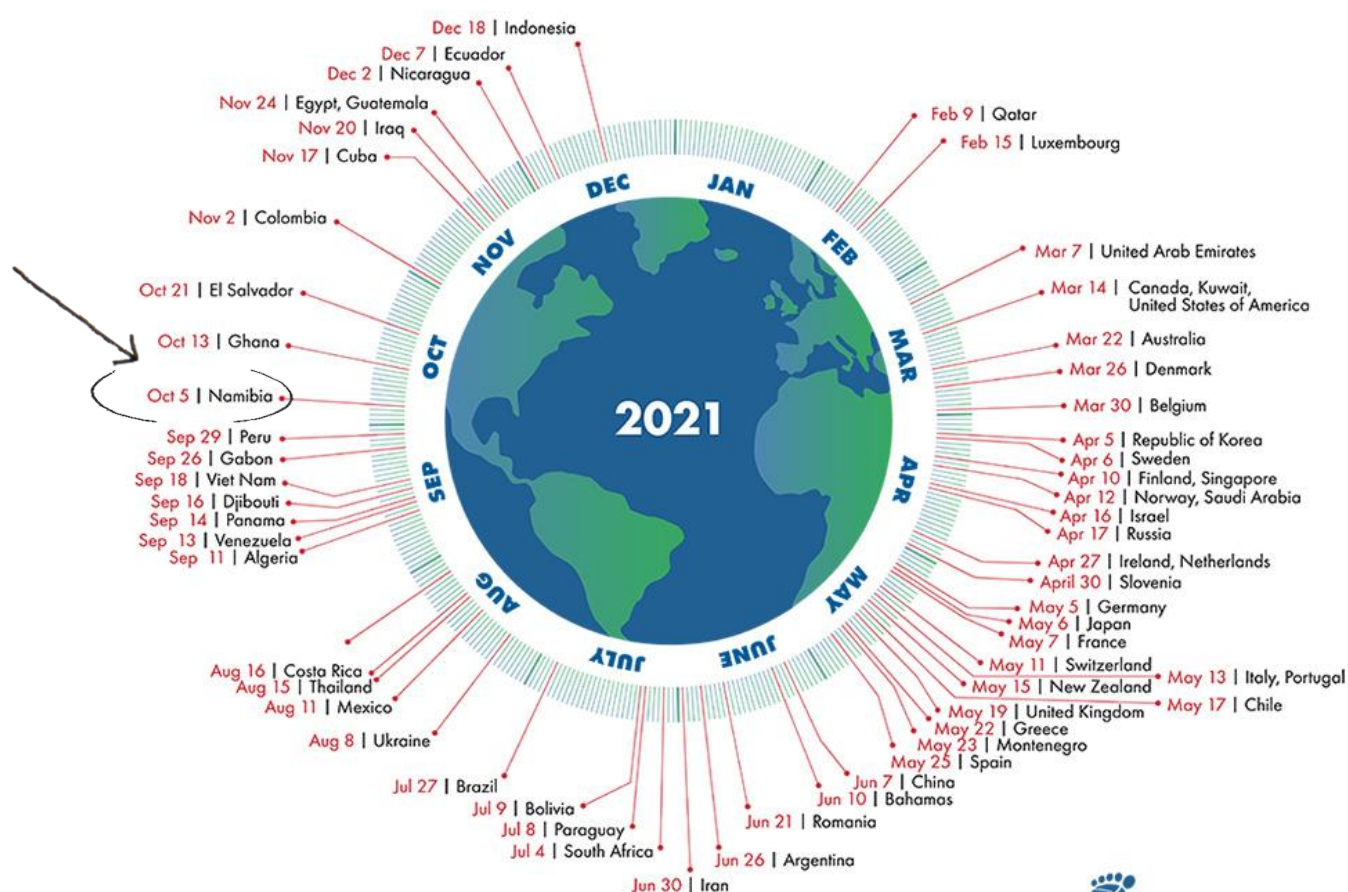 Dec 18 | Indonesia
Dec 7 | Ecuador
Dec 2 | Nicaragua
Nov 24 | Egypt, Guatemala
Nov 20 | Iraq
Nov 17 | Cuba
Nov 2 | Colombia
Oct 21 | El Salvador
Oct 13 | Ghana
Oct 5 | Namibia
Sep 29 | Peru
Sep 26 | Gabon
Sep 18 | Viet Nam
Sep 16 | Djibouti
Sep 14 | Panama
Sep 13 | Venezuela
Sep 11 | Algeria
Aug 16 | Costa Rica
Aug 15 | Thailand
Aug 11 | Mexico
Aug 8 | Ukraine
Jul 27 | Brazil
Jul 9 | Bolivia
Jul 8 | Paraguay
Jul 4 | South Africa
Jun 30 | Iran
Feb 9 | Qatar
Feb 15 | Luxembourg
Mar 7 | United Arab Emirates
Mar 14 | Canada, Kuwait,
United States of America
Mar 22 | Australia
Mar 26 | Denmark
Mar 30 | Belgium
Apr 5 | Republic of Korea
Apr 6 | Sweden
Apr 10 | Finland, Singapore
Apr 12 | Norway, Saudi Arabia
Apr 16 | Israel
Apr 17 | Russia
Apr 27 | Ireland, Netherlands
April 30 | Slovenia
May 5 | Germany
May 6 | Japan
May 7 | France
May 11 | Switzerland
May 13 | Italy, Portugal
May 15 | New Zealand
May 17 | Chile
May 19 | United Kingdom
May 22 | Greece
May 23 | Montenegro
May 25 | Spain
Jun 7 | China
Jun 10 | Bahamas
Jun 21 | Romania
Jun 26 | Argentina
JAN
FEB
MAR
APR
MAY
JUNE
JULY
AUG
SEP
OCT
NOV
DEC
2021